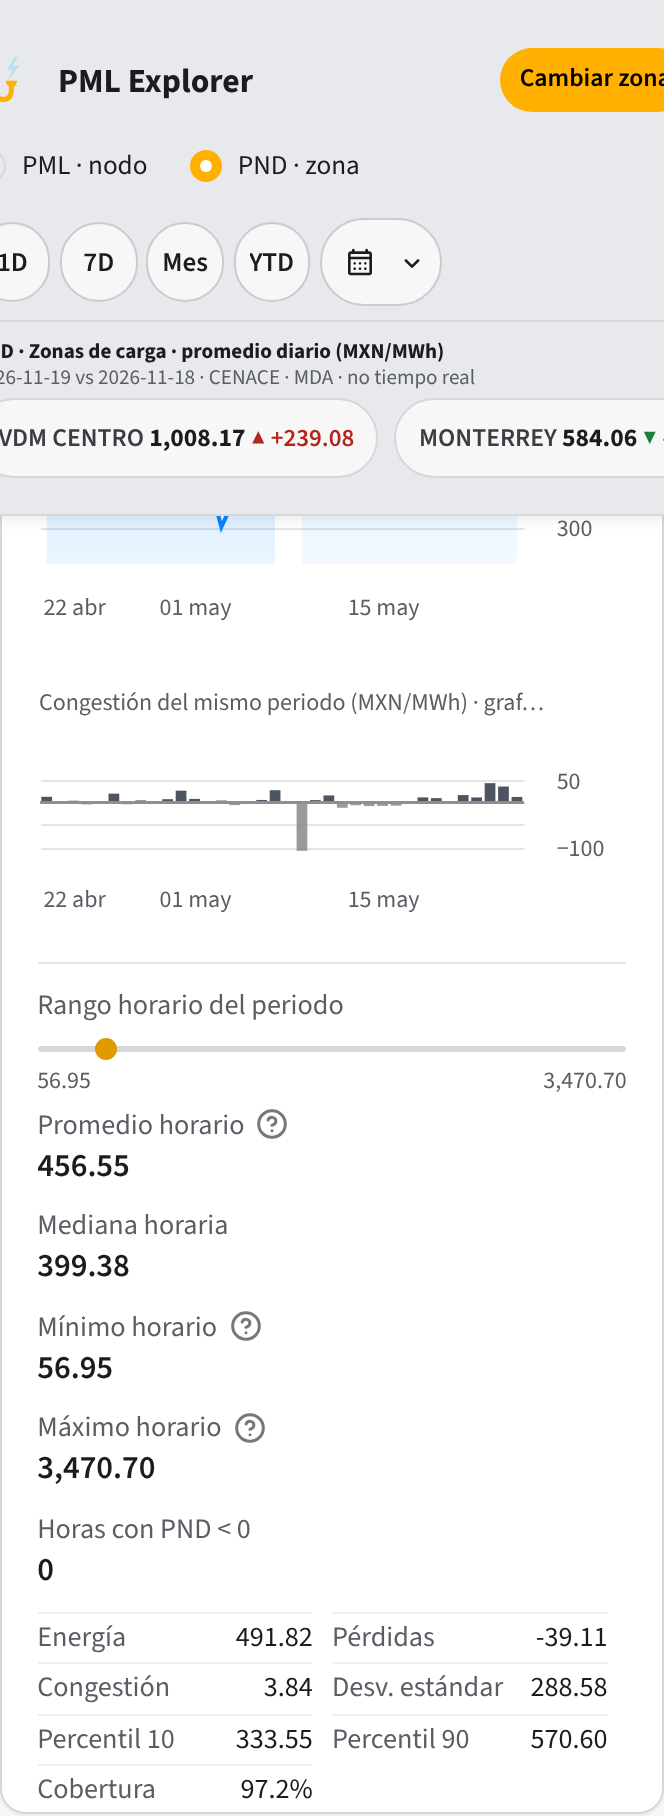 PML Explorer
Cambiar zona
PML · nodo
PND · zona
1D
7D
Mes
YTD
D · Zonas de carga · promedio diario (MXN/MWh)
26-11-19 vs 2026-11-18 · CENACE · MDA · no tiempo real
VDM CENTRO 1,008.17 ▲ +239.08
MONTERREY 584.06 ▼
300
22 abr
01 may
15 may
Congestión del mismo periodo (MXN/MWh) · graf…
50
−100
22 abr
01 may
15 may
Rango horario del periodo
56.95
3,470.70
Promedio horario ?
456.55
Mediana horaria
399.38
Mínimo horario ?
56.95
Máximo horario ?
3,470.70
Horas con PND < 0
0
Energía 491.82
Pérdidas -39.11
Congestión 3.84
Desv. estándar 288.58
Percentil 10 333.55
Percentil 90 570.60
Cobertura 97.2%